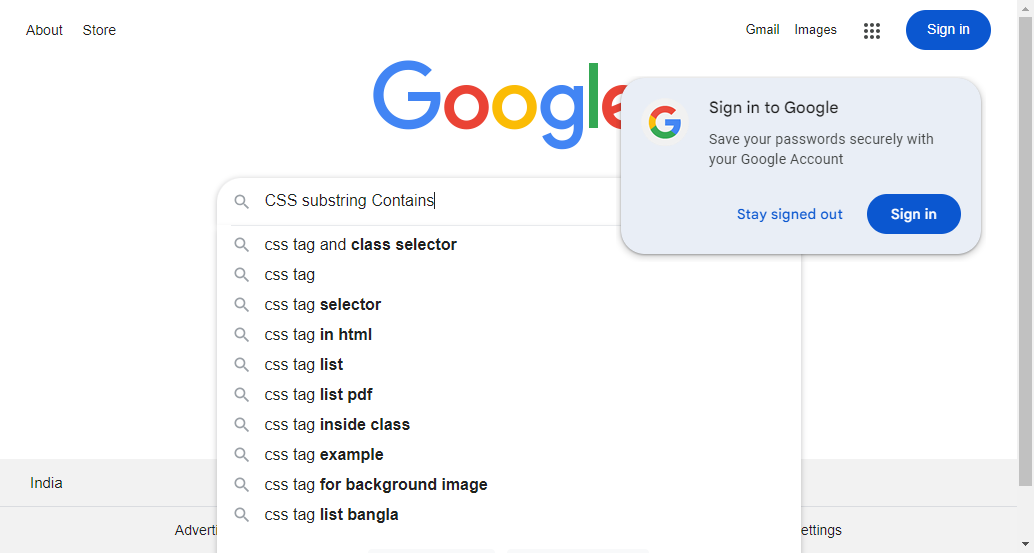 About Store Gmail Images Sign in
Google
Sign in to Google
Save your passwords securely with
your Google Account
Stay signed out Sign in
CSS substring Contains
css tag and class selector
css tag
css tag selector
css tag in html
css tag list
css tag list pdf
css tag inside class
css tag example
css tag for background image
css tag list bangla
India
Adverti ettings